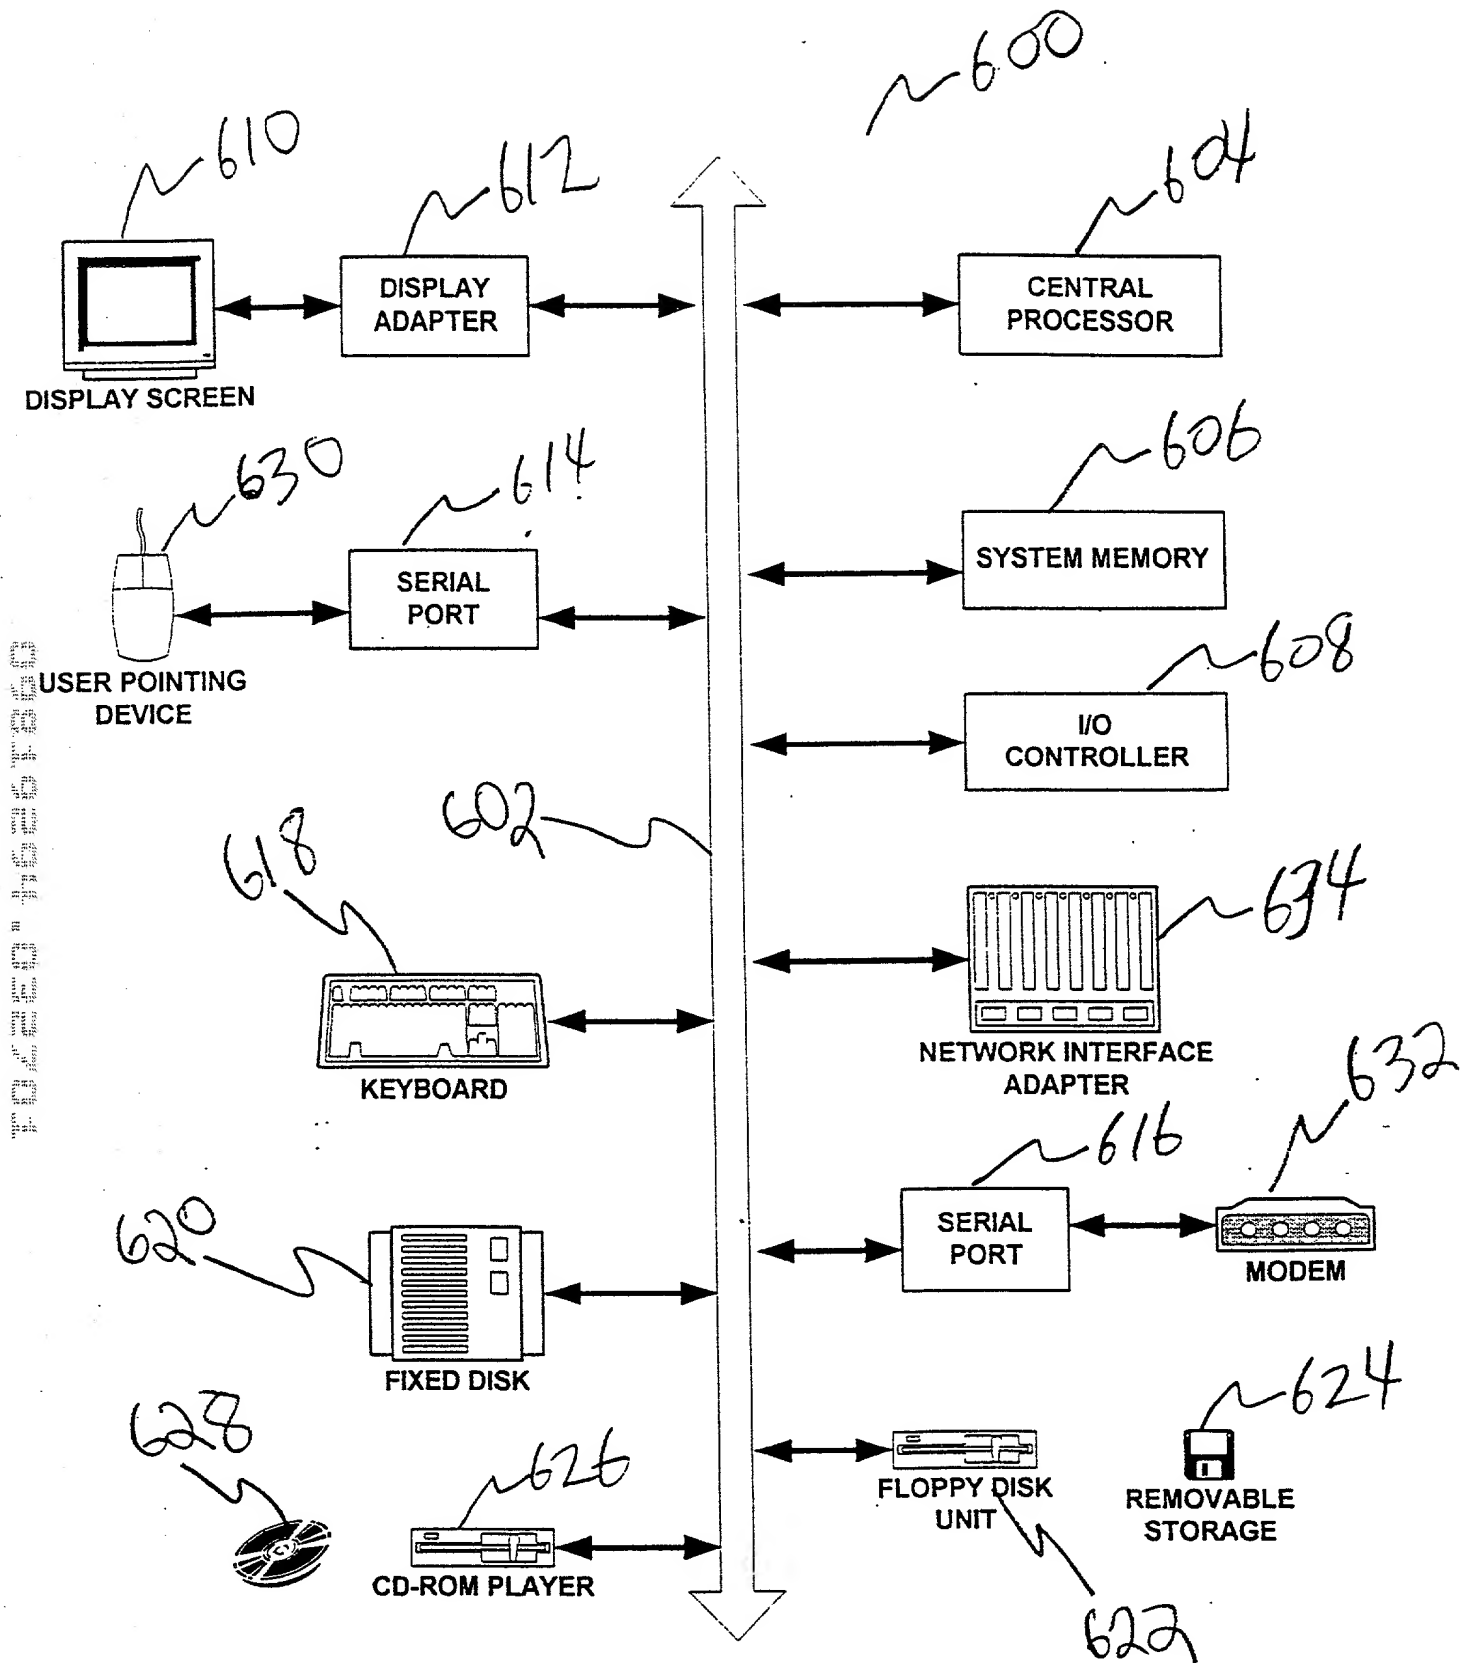 600
610
612
604
DISPLAY
ADAPTER
CENTRAL
PROCESSOR
DISPLAY SCREEN
630
614
606
SERIAL
PORT
SYSTEM MEMORY
USER POINTING
DEVICE
608
I/O
CONTROLLER
602
618
634
KEYBOARD
NETWORK INTERFACE
ADAPTER
632
616
620
SERIAL
PORT
MODEM
FIXED DISK
624
628
626
FLOPPY DISK
UNIT
REMOVABLE
STORAGE
CD-ROM PLAYER
622